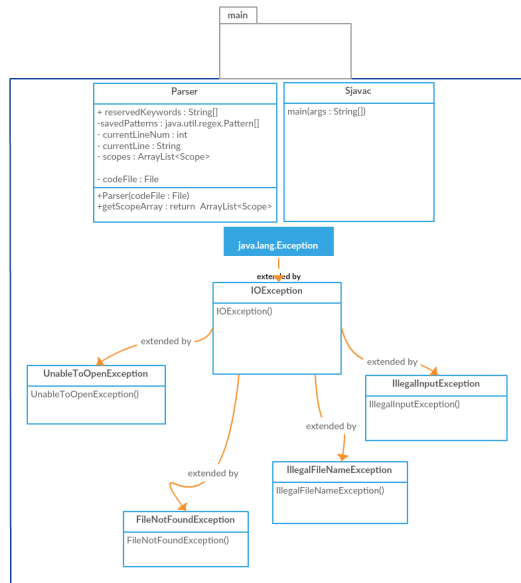 main
Parser
+ reservedKeywords : String[]
-savedPatterns : java.util.regex.Pattern[]
- currentLineNum : int
- currentLine : String
- scopes : ArrayList<Scope>
- codeFile : File
+Parser(codeFile : File)
+getScopeArray : return ArrayList<Scope>
Sjavac
main(args : String[])
java.lang.Exception
extended by
IOException
IOException()
extended by
UnableToOpenException
UnableToOpenException()
IllegalInputException
IllegalInputException()
extended by
extended by
extended by
IllegalFileNameException
IllegalFileNameException()
FileNotFoundException
FileNotFoundException()